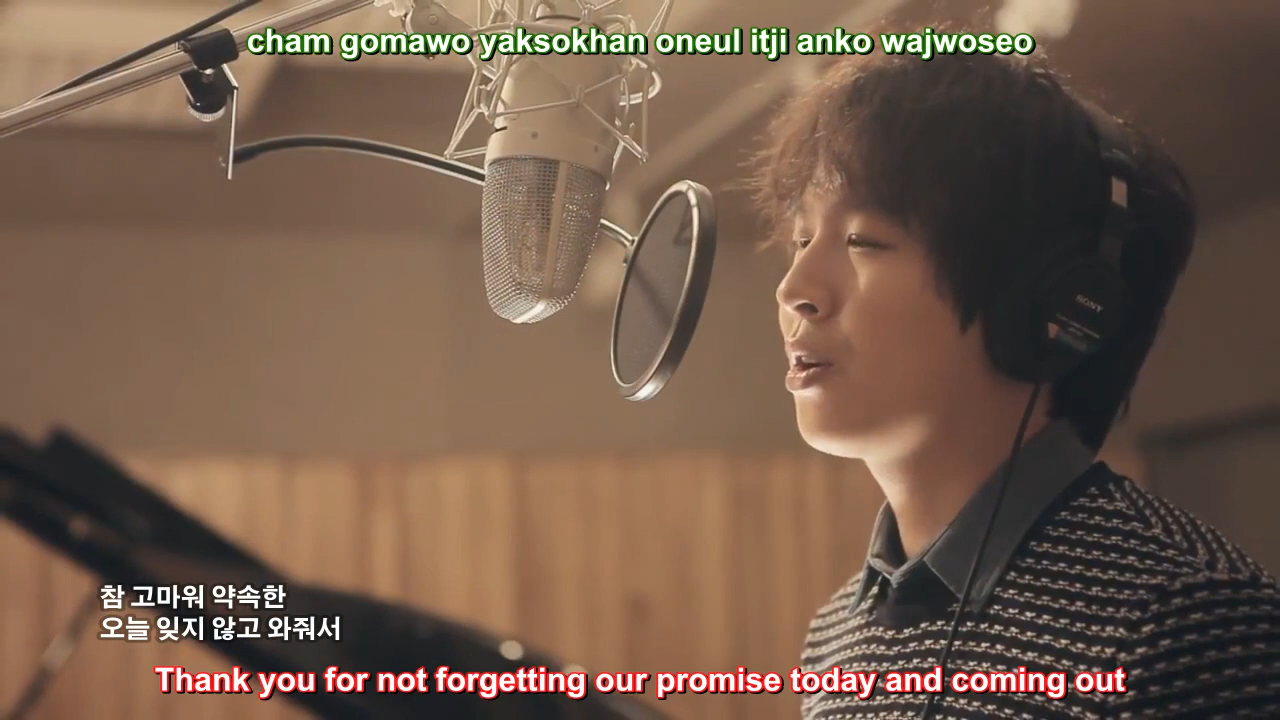 cham gomawo yaksokhan oneul itji anko wajwoseo
SONY
참 고마워 약속한
오늘 잊지 않고 와줘서
Thank you for not forgetting our promise today and coming out